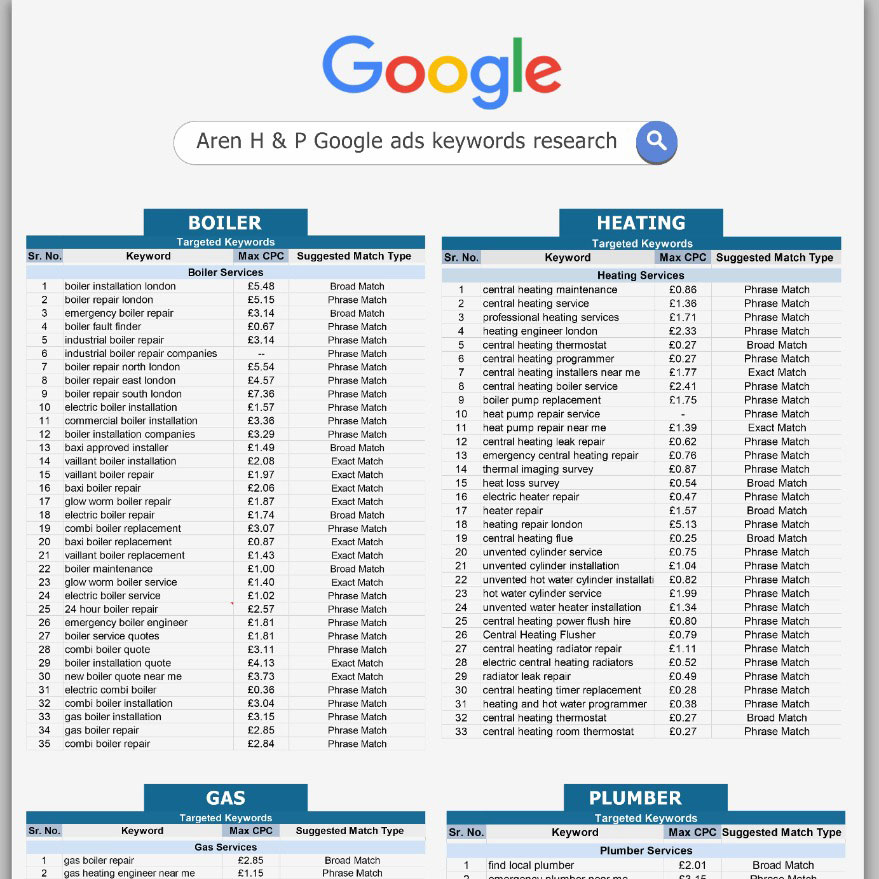 Google
Aren H & P Google ads keywords research
BOILER
Targeted Keywords
Sr. No. Keyword Max CPC Suggested Match Type
Boiler Services
1 boiler installation london £5.48 Broad Match
2 boiler repair london £5.15 Phrase Match
3 emergency boiler repair £3.14 Broad Match
4 boiler fault finder £0.67 Phrase Match
5 industrial boiler repair £3.14 Phrase Match
6 industrial boiler repair companies -- Phrase Match
7 boiler repair north london £5.54 Phrase Match
8 boiler repair east london £4.57 Phrase Match
9 boiler repair south london £7.36 Phrase Match
10 electric boiler installation £1.57 Phrase Match
11 commercial boiler installation £3.36 Phrase Match
12 boiler installation companies £3.29 Phrase Match
13 baxi approved installer £1.49 Broad Match
14 vaillant boiler installation £2.08 Exact Match
15 vaillant boiler repair £1.97 Exact Match
16 baxi boiler repair £2.06 Exact Match
17 glow worm boiler repair £1.87 Exact Match
18 electric boiler repair £1.74 Broad Match
19 combi boiler replacement £3.07 Phrase Match
20 baxi boiler replacement £0.87 Exact Match
21 vaillant boiler replacement £1.43 Exact Match
22 boiler maintenance £1.00 Broad Match
23 glow worm boiler service £1.40 Exact Match
24 electric boiler service £1.02 Phrase Match
25 24 hour boiler repair £2.57 Phrase Match
26 emergency boiler engineer £1.81 Phrase Match
27 boiler service quotes £1.81 Phrase Match
28 combi boiler quote £3.11 Phrase Match
29 boiler installation quote £4.13 Exact Match
30 new boiler quote near me £3.73 Exact Match
31 electric combi boiler £0.36 Phrase Match
32 combi boiler installation £3.04 Phrase Match
33 gas boiler installation £3.15 Phrase Match
34 gas boiler repair £2.85 Phrase Match
35 combi boiler repair £2.84 Phrase Match
HEATING
Targeted Keywords
Sr. No. Keyword Max CPC Suggested Match Type
Heating Services
1 central heating maintenance £0.86 Phrase Match
2 central heating service £1.36 Phrase Match
3 professional heating services £1.71 Phrase Match
4 heating engineer london £2.33 Phrase Match
5 central heating thermostat £0.27 Broad Match
6 central heating programmer £0.27 Phrase Match
7 central heating installers near me £1.77 Exact Match
8 central heating boiler service £2.41 Phrase Match
9 boiler pump replacement £1.75 Phrase Match
10 heat pump repair service - Phrase Match
11 heat pump repair near me £1.39 Exact Match
12 central heating leak repair £0.62 Phrase Match
13 emergency central heating repair £0.76 Phrase Match
14 thermal imaging survey £0.87 Phrase Match
15 heat loss survey £0.54 Broad Match
16 electric heater repair £0.47 Phrase Match
17 heater repair £1.57 Broad Match
18 heating repair london £5.13 Phrase Match
19 central heating flue £0.25 Broad Match
20 unvented cylinder service £0.75 Phrase Match
21 unvented cylinder installation £1.04 Phrase Match
22 unvented hot water cylinder installati £0.82 Phrase Match
23 hot water cylinder service £1.99 Phrase Match
24 unvented water heater installation £1.34 Phrase Match
25 central heating power flush hire £0.80 Phrase Match
26 Central Heating Flusher £0.79 Phrase Match
27 central heating radiator repair £1.11 Phrase Match
28 electric central heating radiators £0.52 Phrase Match
29 radiator leak repair £0.49 Phrase Match
30 central heating timer replacement £0.28 Phrase Match
31 heating and hot water programmer £0.38 Phrase Match
32 central heating thermostat £0.27 Broad Match
33 central heating room thermostat £0.27 Phrase Match
GAS
Targeted Keywords
Sr. No. Keyword Max CPC Suggested Match Type
Gas Services
1 gas boiler repair £2.85 Broad Match
2 gas heating engineer near me £1.15 Phrase Match
PLUMBER
Targeted Keywords
Sr. No. Keyword Max CPC Suggested Match Type
Plumber Services
1 find local plumber £2.01 Broad Match